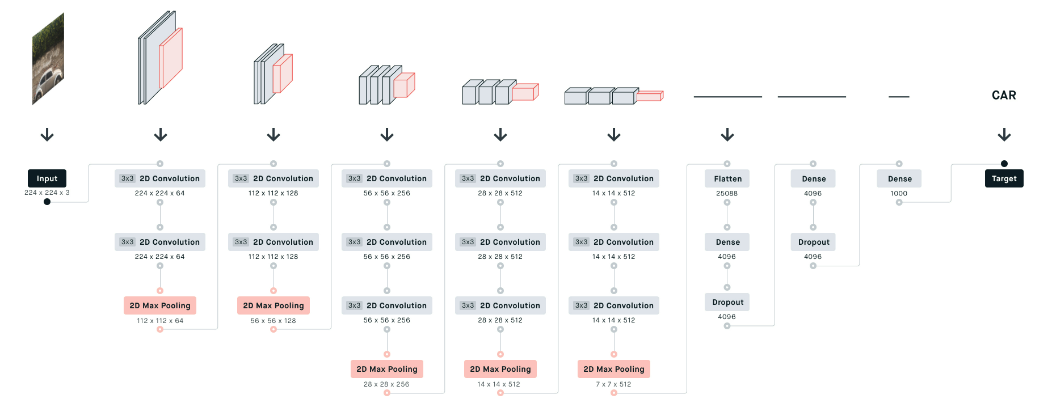 CAR
Input
224 x 224 x 3
3x3 2D Convolution
224 x 224 x 64
3x3 2D Convolution
224 x 224 x 64
2D Max Pooling
112 x 112 x 64
3x3 2D Convolution
112 x 112 x 128
3x3 2D Convolution
112 x 112 x 128
2D Max Pooling
56 x 56 x 128
3x3 2D Convolution
56 x 56 x 256
3x3 2D Convolution
56 x 56 x 256
3x3 2D Convolution
56 x 56 x 256
2D Max Pooling
28 x 28 x 256
3x3 2D Convolution
28 x 28 x 512
3x3 2D Convolution
28 x 28 x 512
3x3 2D Convolution
28 x 28 x 512
2D Max Pooling
14 x 14 x 512
3x3 2D Convolution
14 x 14 x 512
3x3 2D Convolution
14 x 14 x 512
3x3 2D Convolution
14 x 14 x 512
2D Max Pooling
7 x 7 x 512
Flatten
25088
Dense
4096
Dropout
4096
Dense
4096
Dropout
4096
Dense
1000
Target